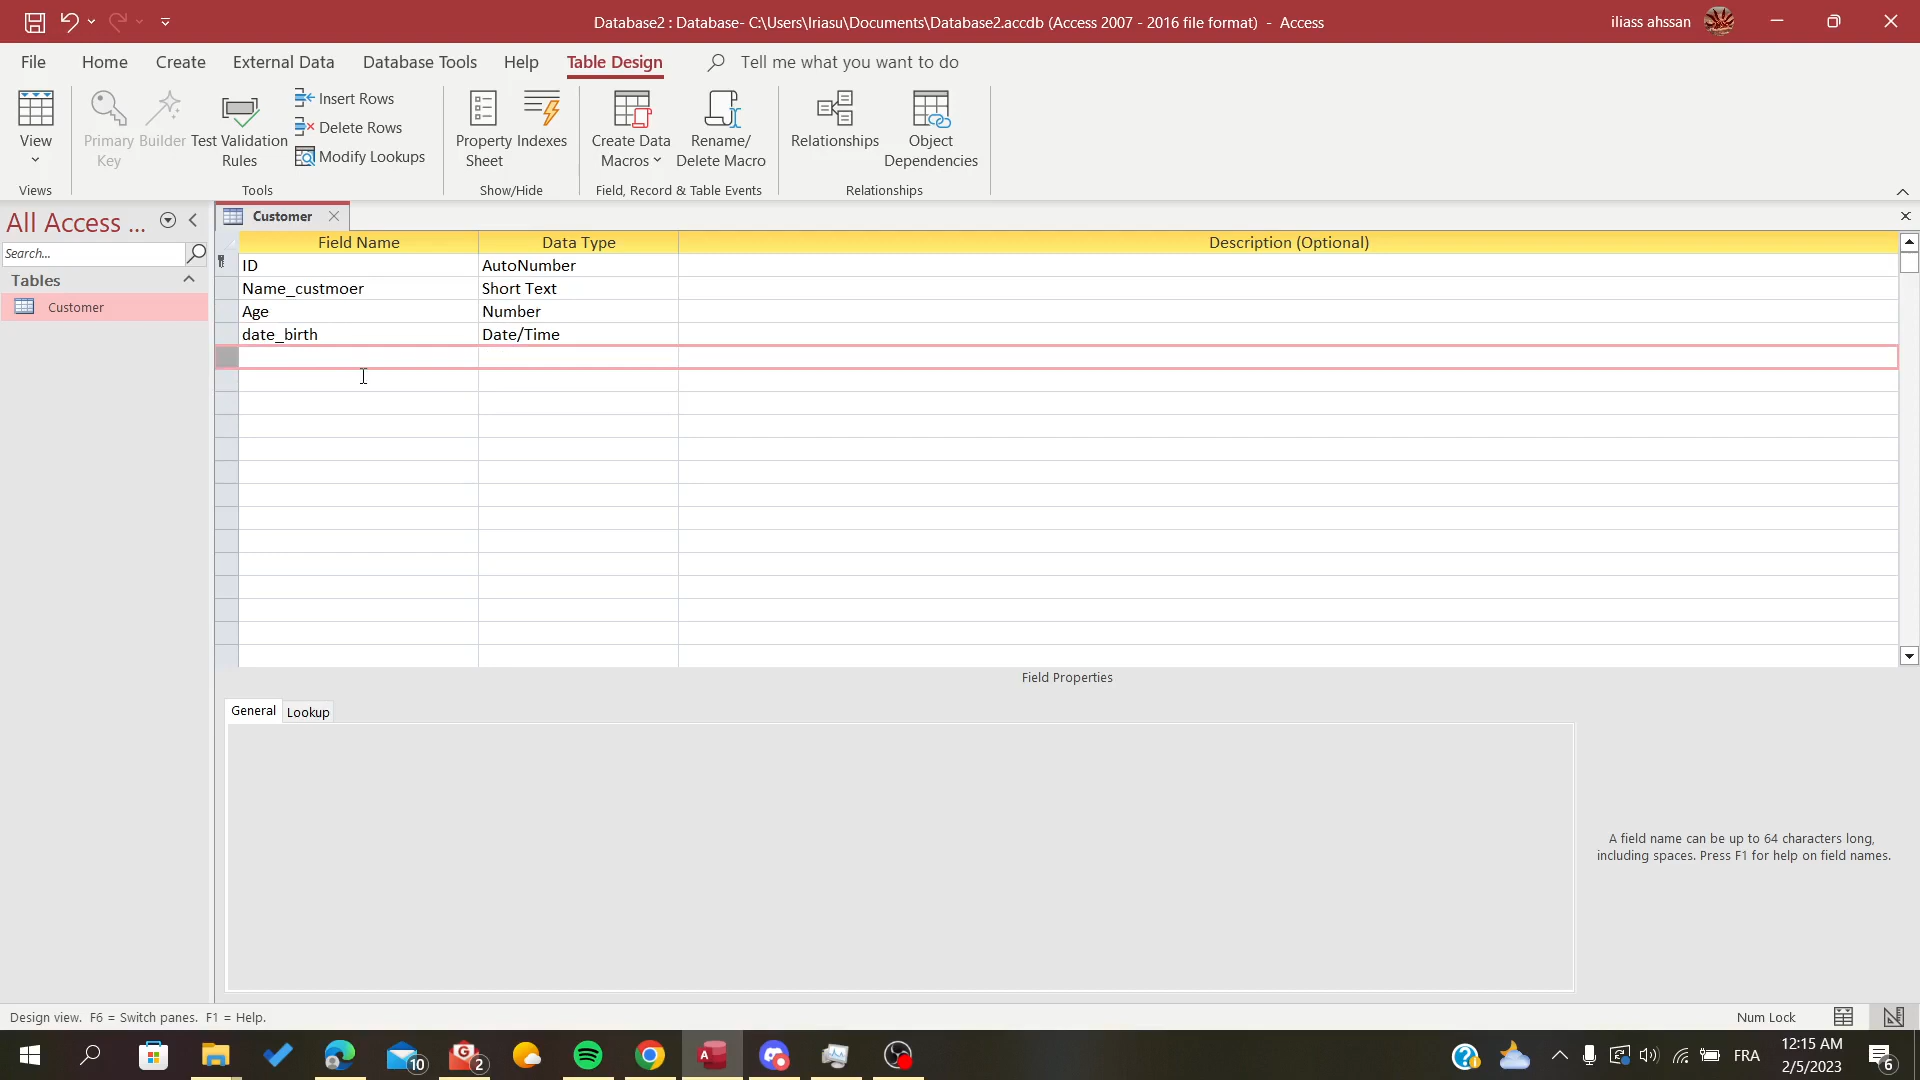 Database2 : Database- C:\Users\Iriasu\Documents\Database2.accdb (Access 2007 - 2016 file format) - Access
iliass ahssan
File Home Create External Data Database Tools Help Table Design Tell me what you want to do
View
Primary Key
Builder
Test Validation Rules
Insert Rows
Delete Rows
Modify Lookups
Property Sheet
Indexes
Create Data Macros
Rename/ Delete Macro
Relationships
Object Dependencies
Views
Tools
Show/Hide
Field, Record & Table Events
Relationships
All Access ...
Search...
Tables
Customer
Customer
Field Name Data Type Description (Optional)
ID AutoNumber
Name_custmoer Short Text
Age Number
date_birth Date/Time
Field Properties
General Lookup
A field name can be up to 64 characters long,
including spaces. Press F1 for help on field names.
Design view. F6 = Switch panes. F1 = Help.
Num Lock
10
2
FRA
12:15 AM
2/5/2023
6